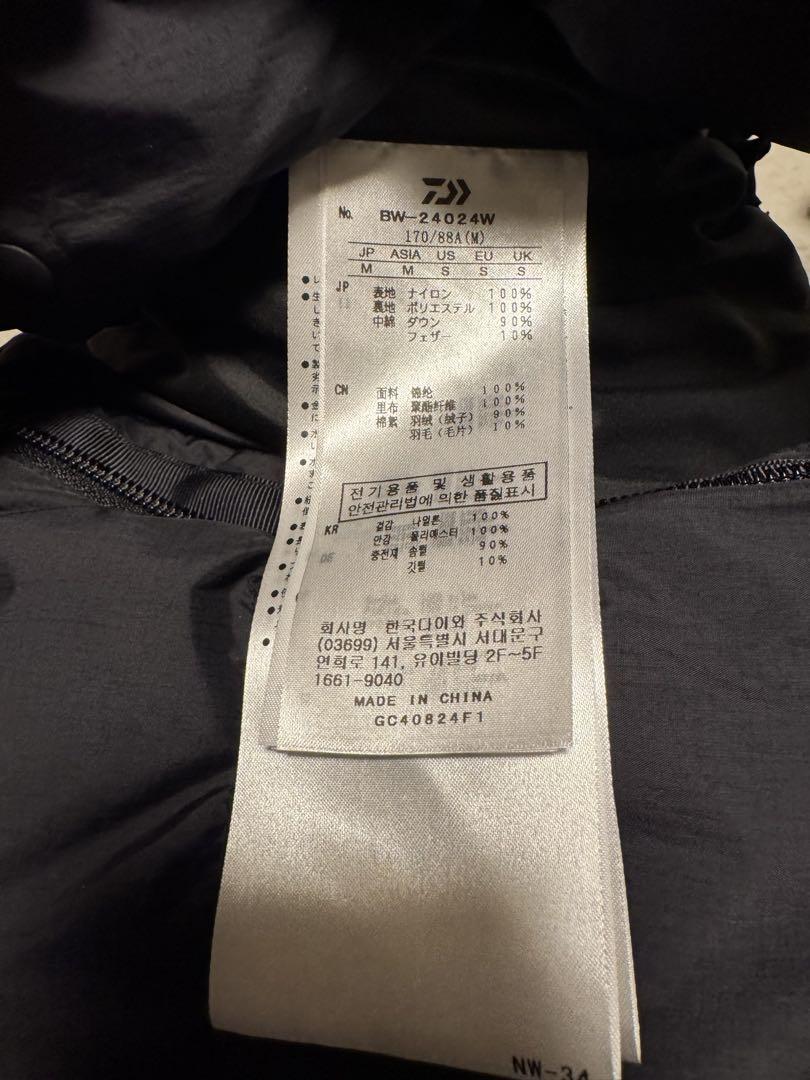 No. BW-24024W
170/88A(M)
JP ASIA US EU UK
M M S S S
JP 表地 ナイロン 100%
裏地 ポリエステル 100%
中綿 ダウン 90%
フェザー 10%
CN 面料 锦纶 100%
里布 聚酯纤维 100%
棉絮 羽绒(绒子) 90%
羽毛(毛片) 10%
전기용품 및 생활용품
안전관리법에 의한 품질표시
KR 겉감 나일론 100%
안감 폴리에스터 100%
충전재 솜털 90%
깃털 10%
DE
회사명 한국다이와 주식회사
(03699) 서울특별시 서대문구
연희로 141, 유이빌딩 2F~5F
1661-9040
MADE IN CHINA
GC40824F1
NW-34